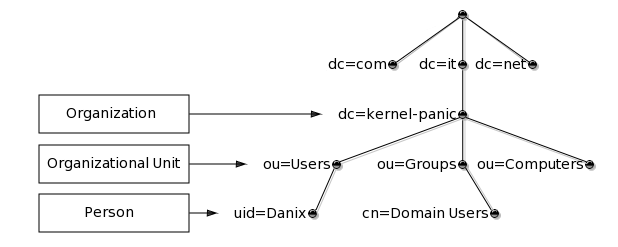 dc=com dc=it dc=net
Organization dc=kernel-panic
Organizational Unit ou=Users ou=Groups ou=Computers
Person uid=Danix cn=Domain Users